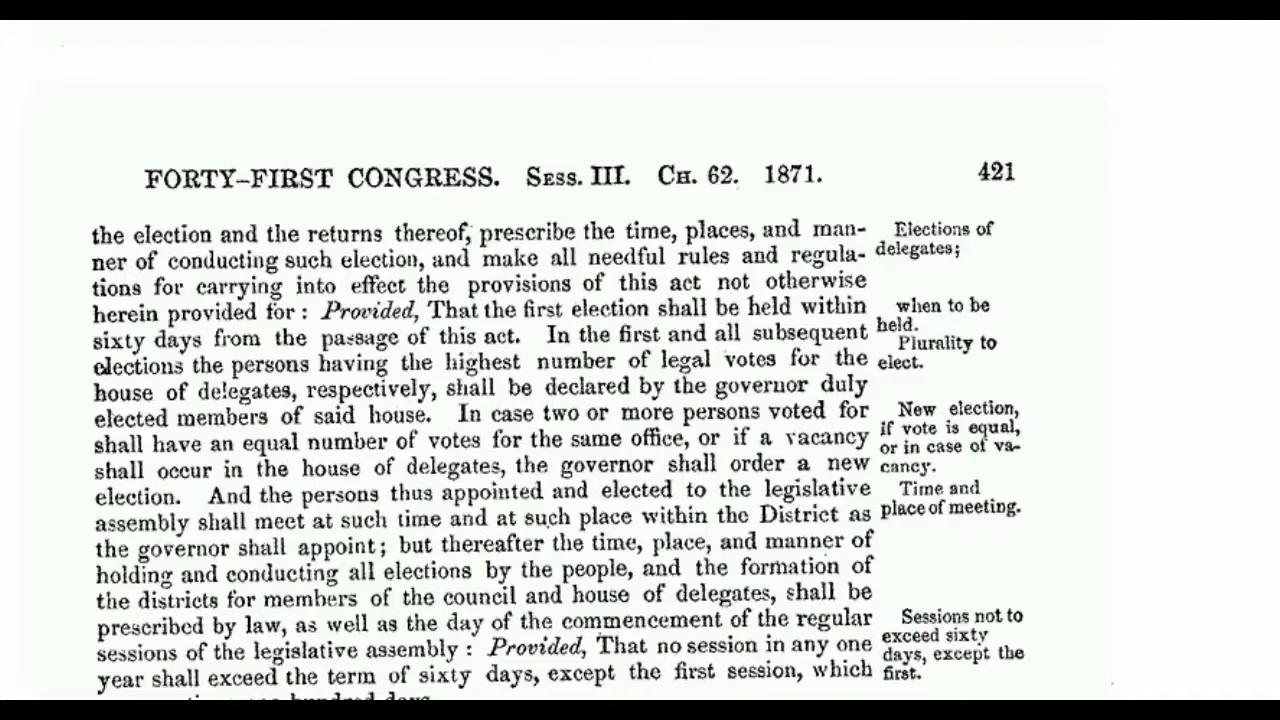 FORTY-FIRST CONGRESS. SESS. III. CH. 62. 1871. 421
the election and the returns thereof, prescribe the time, places, and man-
ner of conducting such election, and make all needful rules and regula-
tions for carrying into effect the provisions of this act not otherwise
herein provided for: Provided, That the first election shall be held within
sixty days from the passage of this act. In the first and all subsequent
elections the persons having the highest number of legal votes for the
house of delegates, respectively, shall be declared by the governor duly
elected members of said house. In case two or more persons voted for
shall have an equal number of votes for the same office, or if a vacancy
shall occur in the house of delegates, the governor shall order a new
election. And the persons thus appointed and elected to the legislative
assembly shall meet at such time and at such place within the District as
the governor shall appoint; but thereafter the time, place, and manner of
holding and conducting all elections by the people, and the formation of
the districts for members of the council and house of delegates, shall be
prescribed by law, as well as the day of the commencement of the regular
sessions of the legislative assembly: Provided, That no session in any one
year shall exceed the term of sixty days, except the first session, which
hundred days
Elections of
delegates;
when to be
held.
Plurality to
elect.
New election,
if vote is equal,
or in case of va-
cancy.
Time and
place of meeting.
Sessions not to
exceed sixty
days, except the
first.